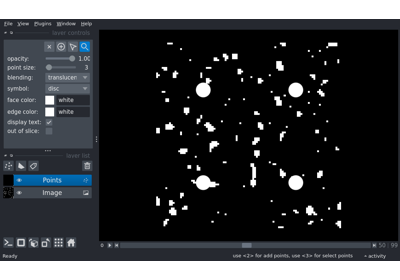 File View Plugins Window Help
layer controls
opacity: 1.00
point size: 3
blending: translucen
symbol: disc
face color: white
edge color: white
display text:
out of slice:
layer list
Points
Image
0 50 99
Ready use <2> for add points, use <3> for select points activity